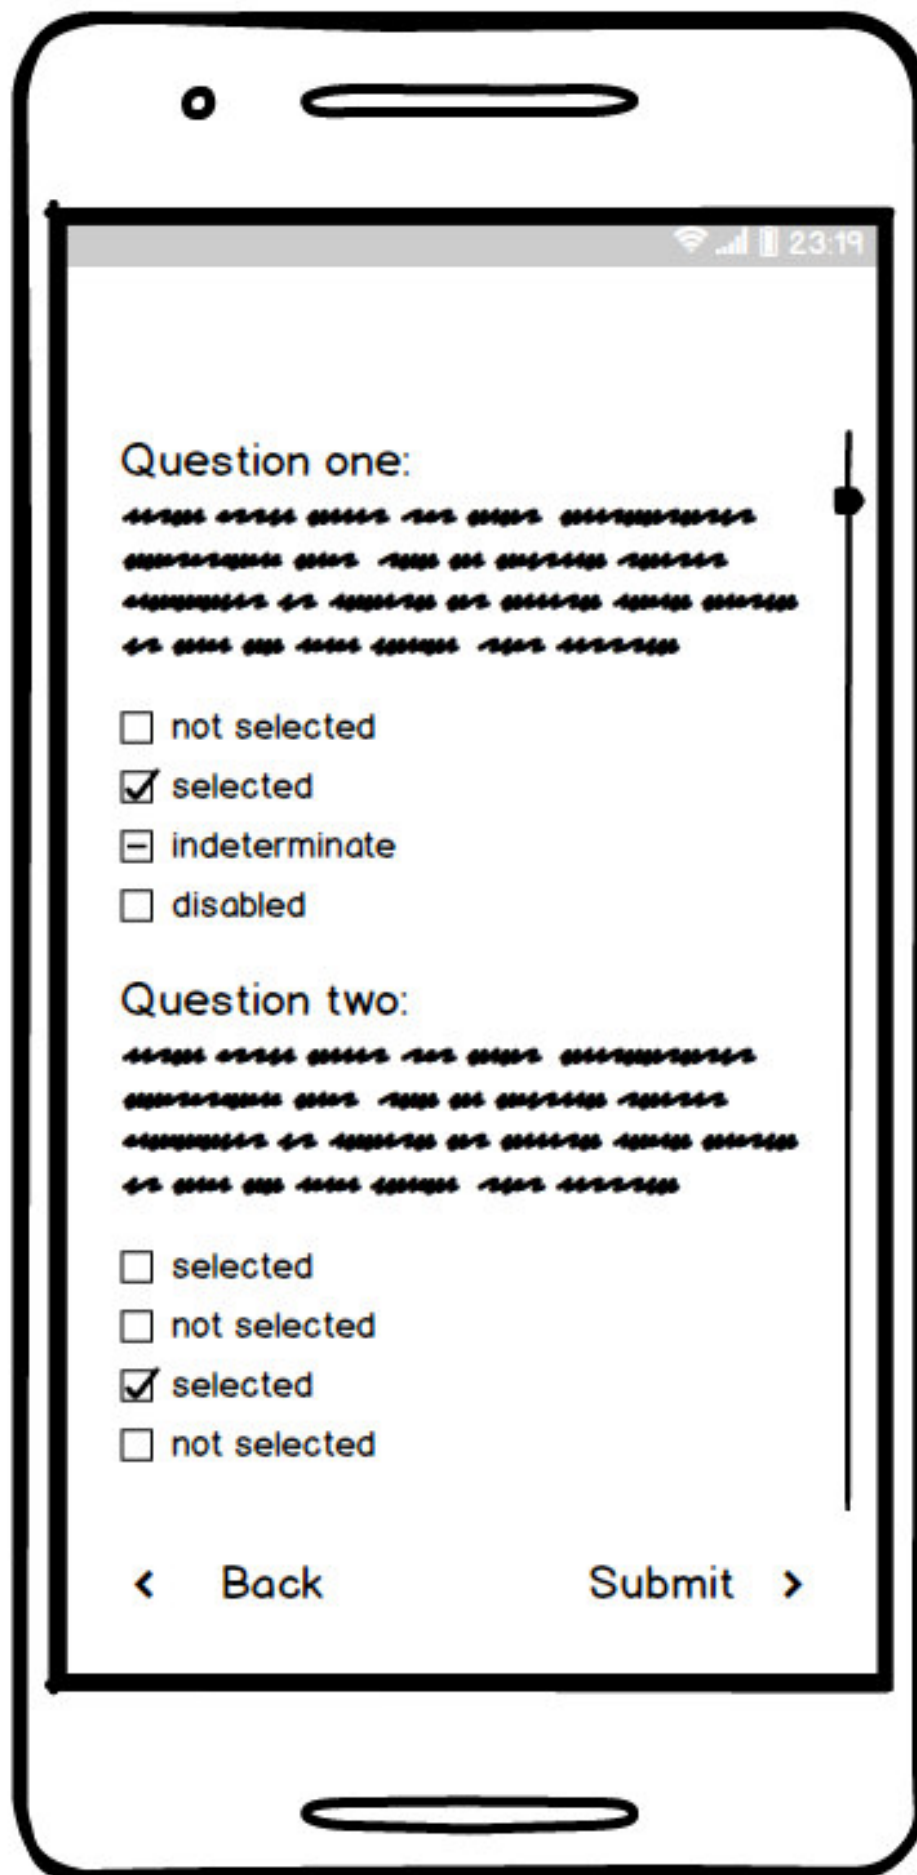 23:19
Question one:
not selected
selected
indeterminate
disabled
Question two:
selected
not selected
selected
not selected
Back
Submit